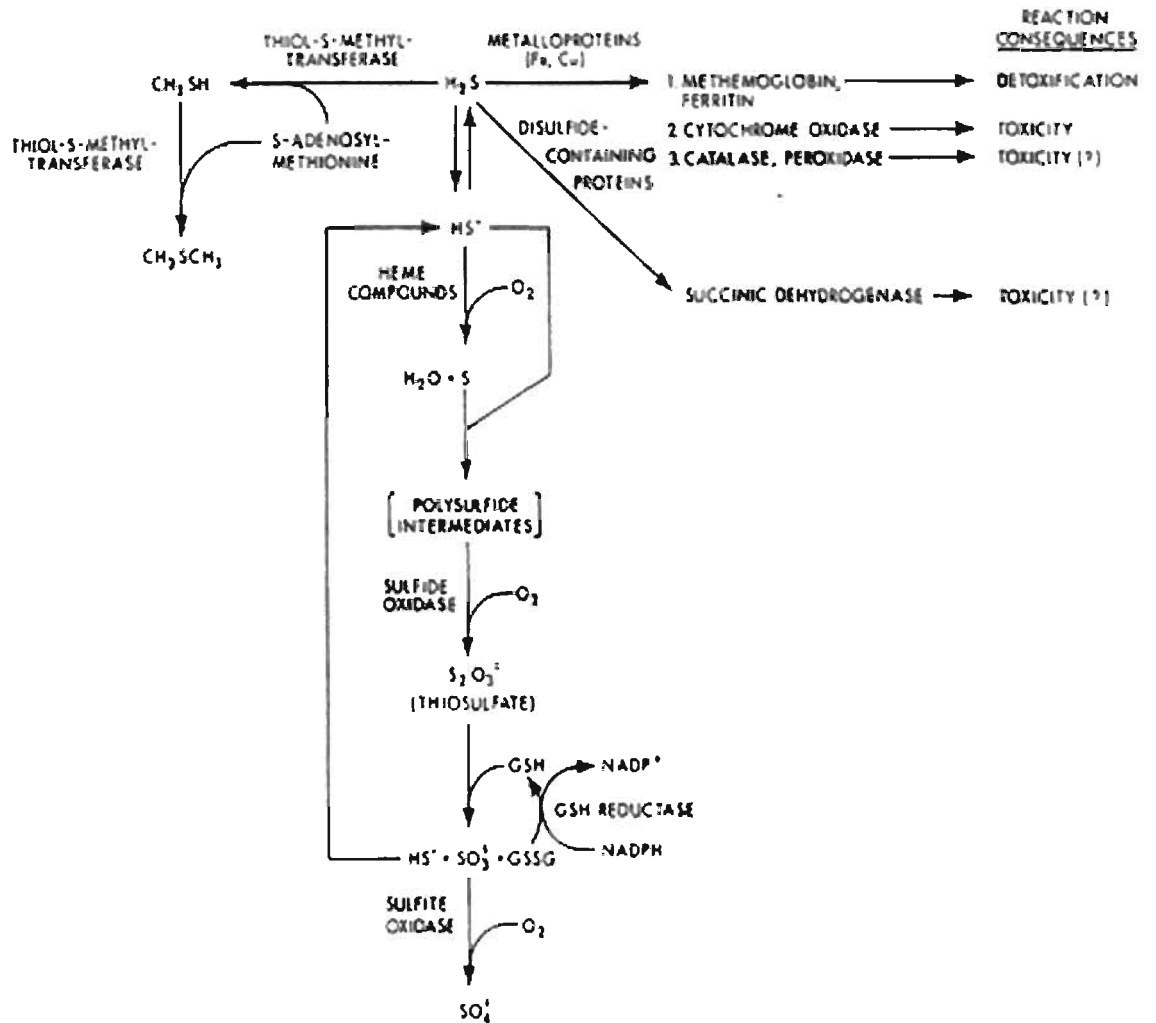 REACTION
CONSEQUENCES
THIOL-S-METHYL-
TRANSFERASE
METALLOPROTEINS
(Fe, Cu)
CH3SH
H2S
1. METHEMOGLOBIN,
FERRITIN
DETOXIFICATION
THIOL-S-METHYL-
TRANSFERASE
S-ADENOSYL-
METHIONINE
DISULFIDE-
CONTAINING
PROTEINS
2. CYTOCHROME OXIDASE
TOXICITY
3. CATALASE, PEROXIDASE
TOXICITY (?)
CH3SCH3
HS-
HEME
COMPOUNDS
O2
SUCCINIC DEHYDROGENASE
TOXICITY (?)
H2O + S
[POLYSULFIDE
INTERMEDIATES]
SULFIDE
OXIDASE
O2
S2O3=
(THIOSULFATE)
GSH
NADP+
GSH REDUCTASE
NADPH
HS- + SO3= + GSSG
SULFITE
OXIDASE
O2
SO4=